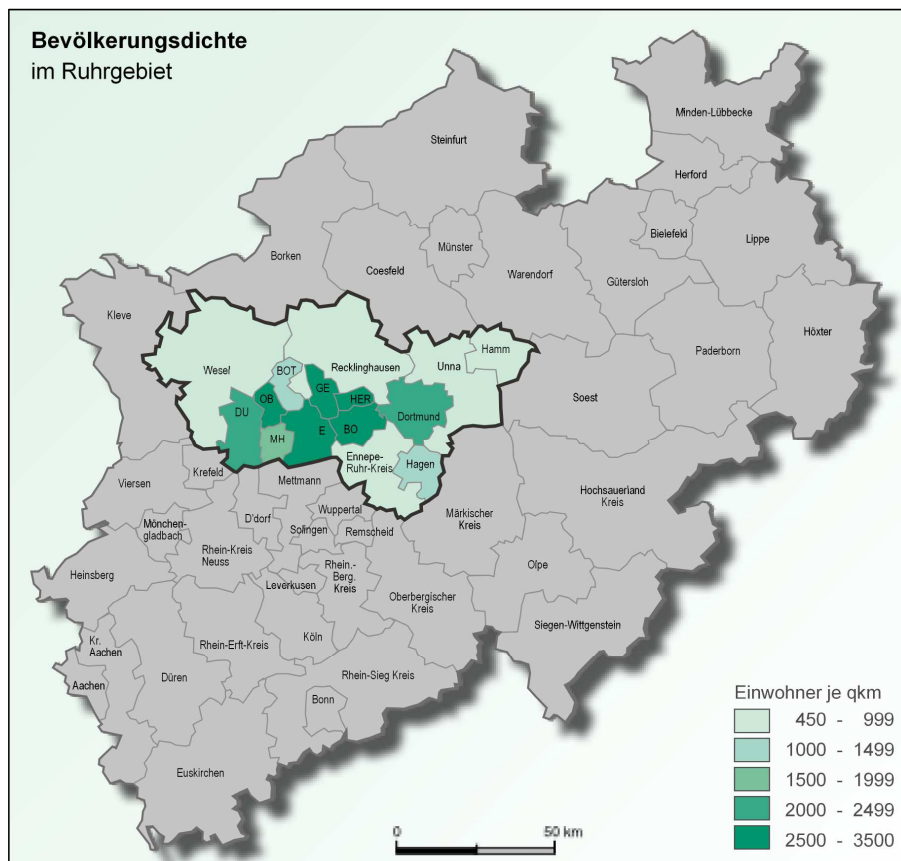 Bevölkerungsdichte
im Ruhrgebiet
Minden-Lübbecke
Steinfurt
Herford
Bielefeld
Lippe
Münster
Borken
Coesfeld
Warendorf
Gütersloh
Kleve
Höxter
Paderborn
Hamm
Unna
Recklinghausen
Wesel
BOT
GE
OB
HER
DU
Dortmund
E
BO
MH
Soest
Ennepe-
Ruhr-Kreis
Hagen
Krefeld
Viersen
Mettmann
Hochsauerland
Kreis
Märkischer
Kreis
Wuppertal
Mönchen-
gladbach
D'dorf
Solingen
Remscheid
Rhein-Kreis
Neuss
Olpe
Heinsberg
Leverkusen
Rhein.-
Berg.
Kreis
Oberbergischer
Kreis
Siegen-Wittgenstein
Kr.
Aachen
Rhein-Erft-Kreis
Köln
Aachen
Düren
Rhein-Sieg Kreis
Bonn
Euskirchen
Einwohner je qkm
450 - 999
1000 - 1499
1500 - 1999
2000 - 2499
2500 - 3500
0 50 km